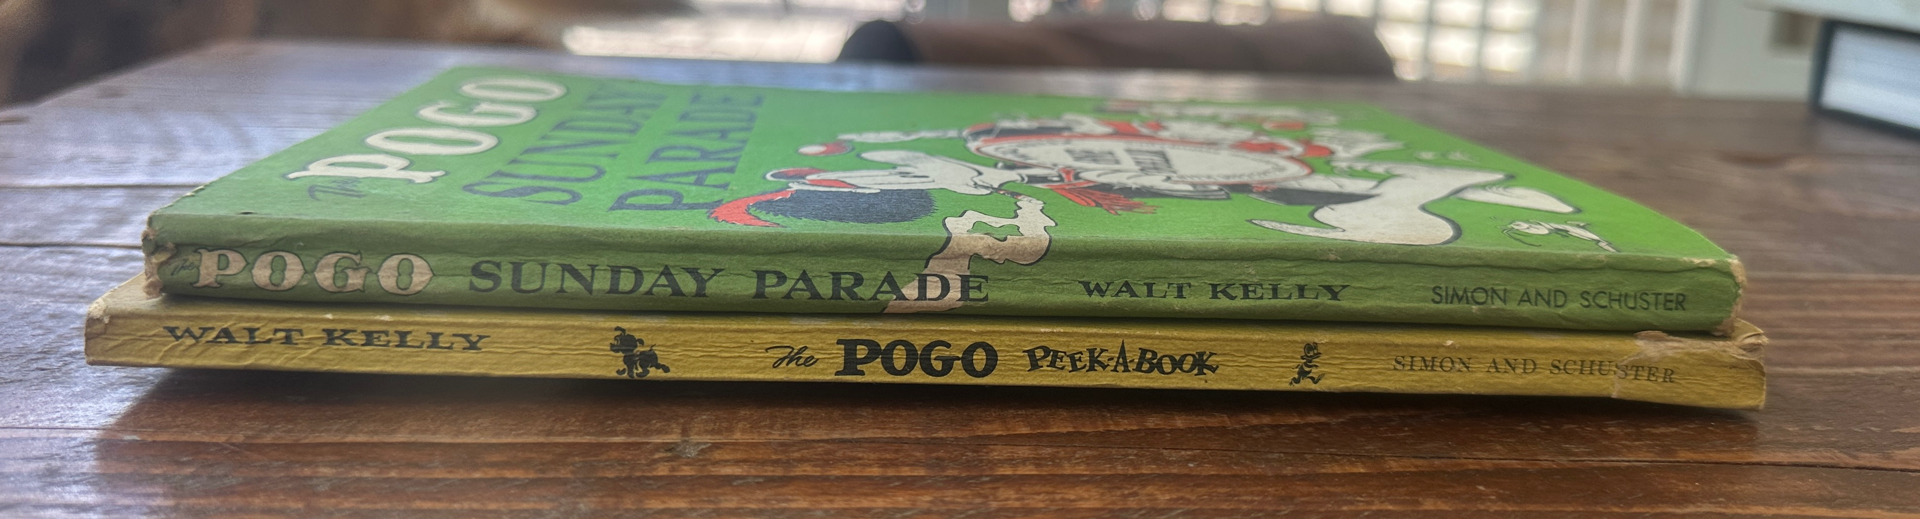 The POGO
SUNDAY
PARADE
The POGO SUNDAY PARADE WALT KELLY SIMON AND SCHUSTER
WALT KELLY The POGO PEEK-A-BOOK SIMON AND SCHUSTER